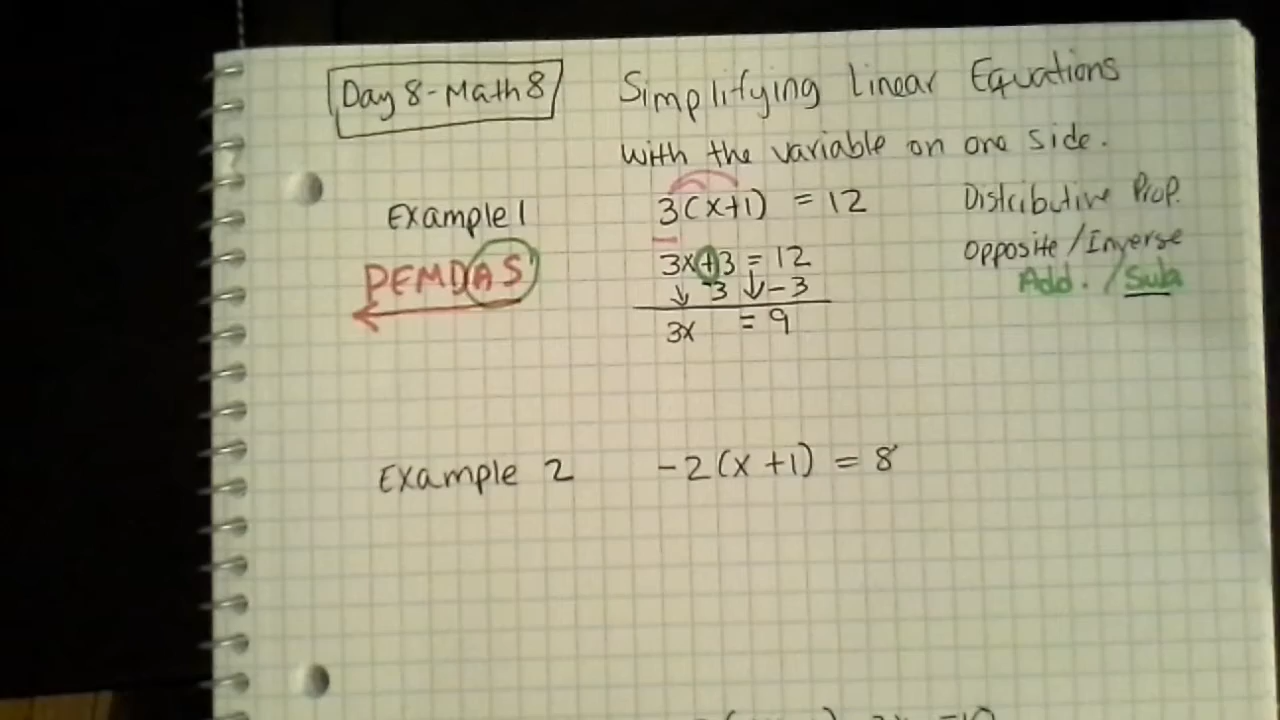 Day 8-Math 8
Simplifying Linear Equations
with the variable on one side.
Example 1
3(x+1) = 12
Distributive Prop.
PEMDAS
3x+3 = 12
Opposite/Inverse
-3 -3
Add. / Sub
3x = 9
Example 2
-2(x+1) = 8